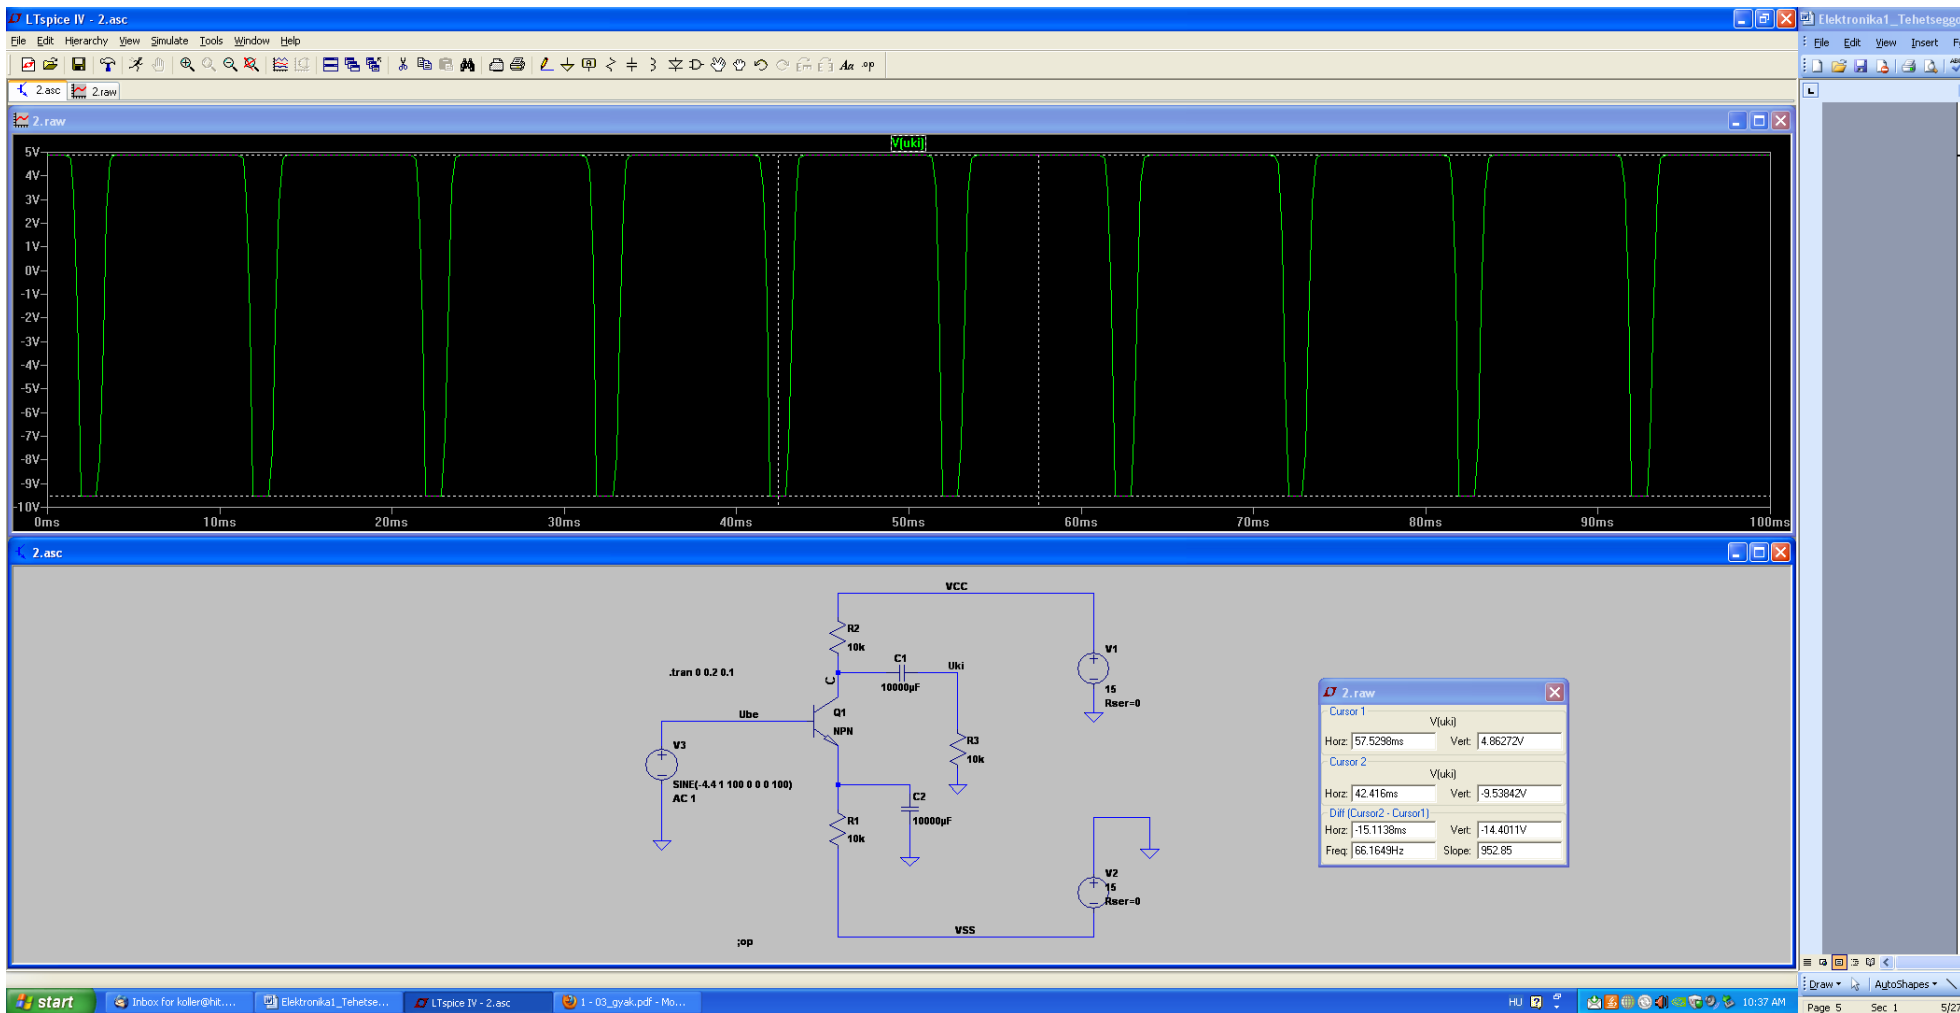 LTspice IV - 2.asc
Elektronika1_Tehetseggo
File Edit Hierarchy View Simulate Tools Window Help
File Edit View Insert
Aa .op
2.asc 2.raw
2.raw
V(uki)
5V
4V
3V
2V
1V
0V
-1V
-2V
-3V
-4V
-5V
-6V
-7V
-8V
-9V
-10V
0ms 10ms 20ms 30ms 40ms 50ms 60ms 70ms 80ms 90ms 100ms
2.asc
VCC
R2
10k
.tran 0 0.2 0.1
C1
10000µF
Uki
C
V1
15
Rser=0
Ube
Q1
NPN
V3
SINE(-4.4 1 100 0 0 0 100)
AC 1
R3
10k
C2
10000µF
R1
10k
V2
15
Rser=0
VSS
;op
2.raw
Cursor 1
V(uki)
Horz: 57.5298ms Vert: 4.86272V
Cursor 2
V(uki)
Horz: 42.416ms Vert: -9.53842V
Diff (Cursor2 - Cursor1)
Horz: -15.1138ms Vert: -14.4011V
Freq: 66.1649Hz Slope: 952.85
Draw AutoShapes
Page 5 Sec 1 5/27
start Inbox for koller@hit.... Elektronika1_Tehetse... LTspice IV - 2.asc 1 - 03_gyak.pdf - Mo... HU 10:37 AM